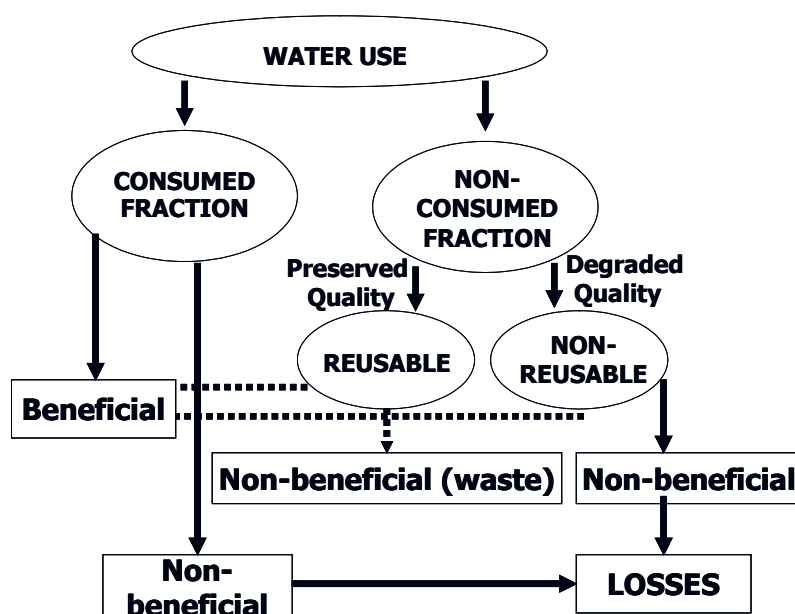 WATER USE
CONSUMED
FRACTION
NON-
CONSUMED
FRACTION
Preserved
Quality
Degraded
Quality
REUSABLE
NON-
REUSABLE
Beneficial
Non-beneficial (waste)
Non-beneficial
Non-
beneficial
LOSSES